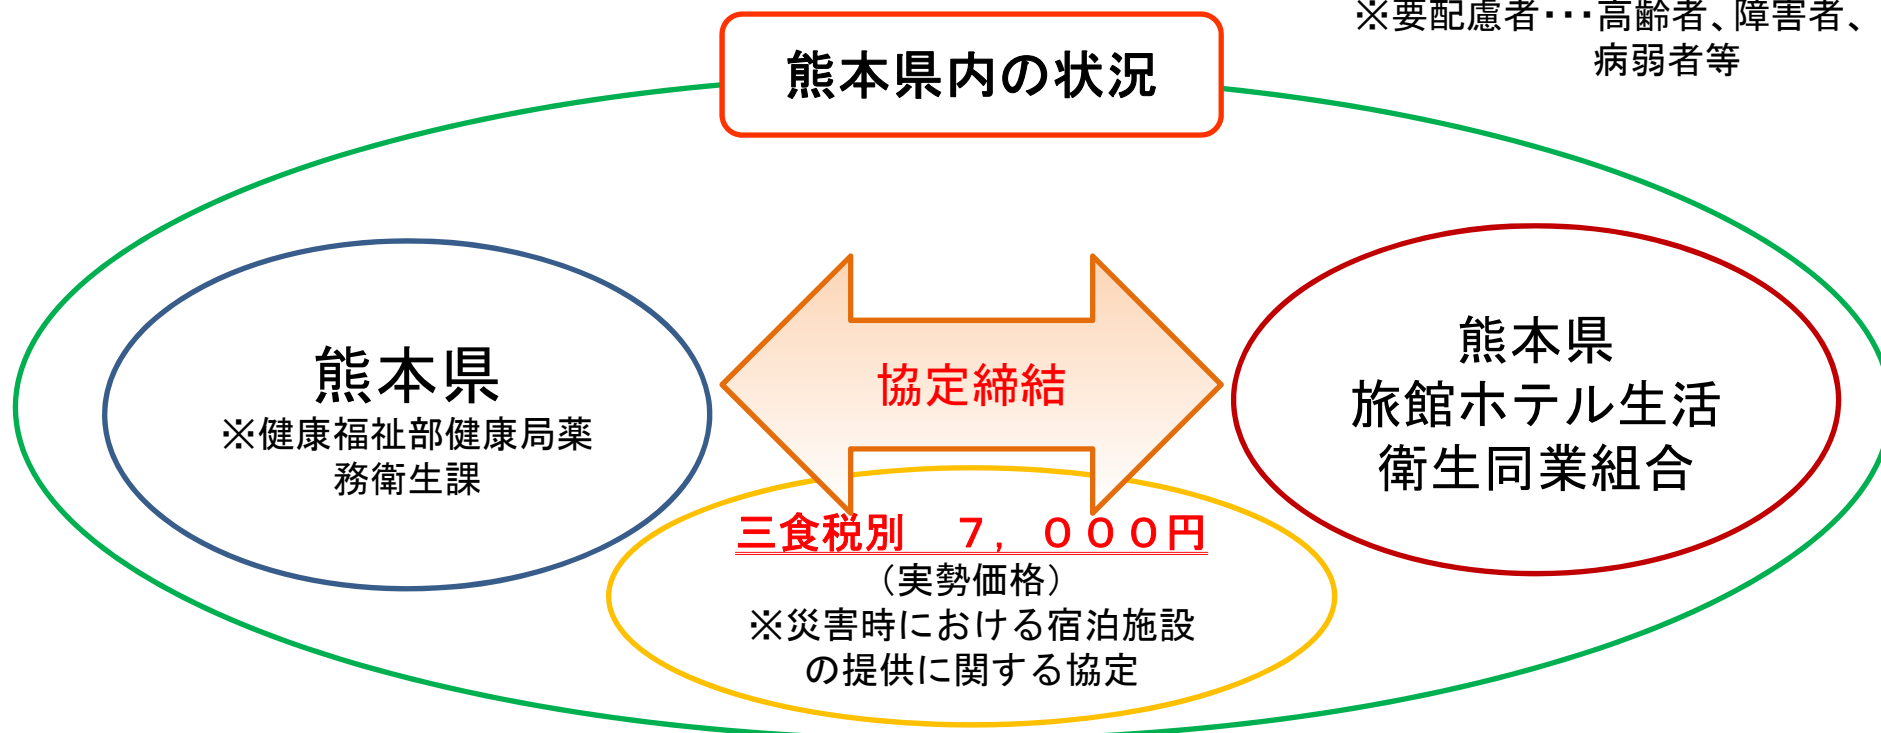 ※要配慮者･･･高齢者、障害者、
病弱者等
熊本県内の状況
熊本県
※健康福祉部健康局薬
務衛生課
協定締結
熊本県
旅館ホテル生活
衛生同業組合
三食税別　７，０００円
（実勢価格）
※災害時における宿泊施設
の提供に関する協定